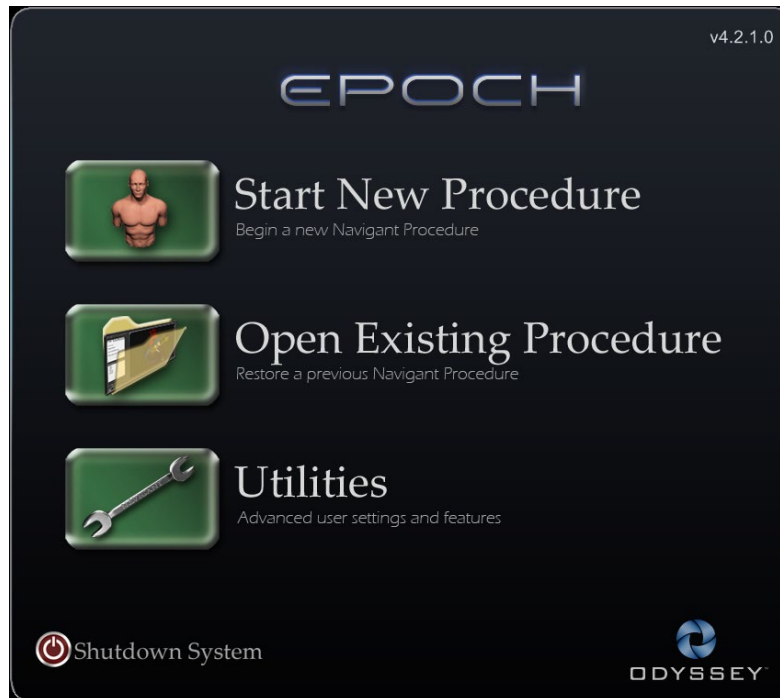 v4.2.1.0
EPOCH
Start New Procedure
Begin a new Navigant Procedure
Open Existing Procedure
Restore a previous Navigant Procedure
Utilities
Advanced user settings and features
Shutdown System
ODYSSEY